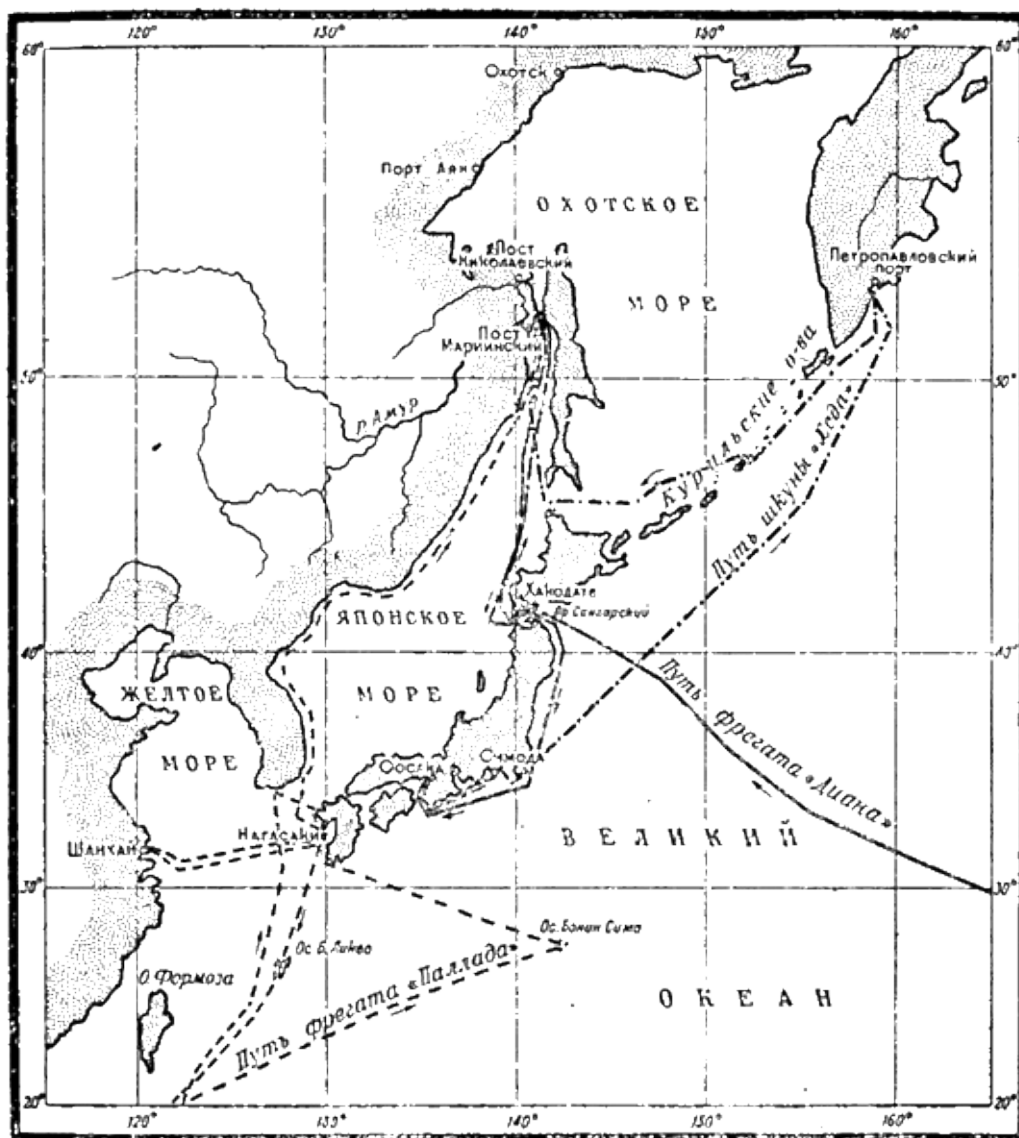 120° 130° 140° 150° 160°
60° 60°
Охотск
Порт Аян
ОХОТСКОЕ
МОРЕ
Пост
Николаевский
Петропавловский
порт
Пост
Мариинский
50° 50°
р. Амур
Курильские о-ва
Путь шкуны «Хеда»
Хакодате
Пр. Сангарский
ЯПОНСКОЕ
МОРЕ
40° 40°
ЖЕЛТОЕ
МОРЕ
Путь фрегата «Диана»
Осака
Симода
Нагасаки
Шанхай
ВЕЛИКИЙ
ОКЕАН
30° 30°
Ос. Бонин Сима
Ос. Б. Ликео
О. Формоза
Путь фрегата «Паллада»
20° 20°
120° 130° 140° 150° 160°